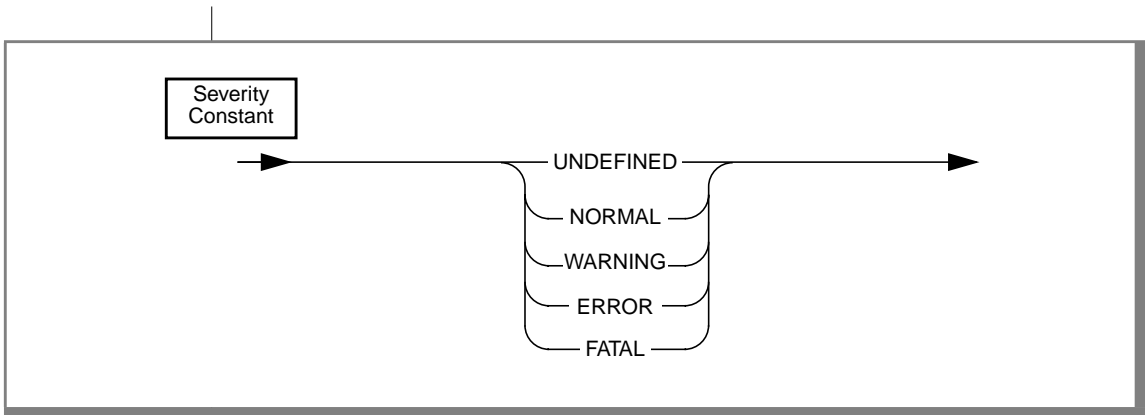 Severity
Constant
UNDEFINED
NORMAL
WARNING
ERROR
FATAL